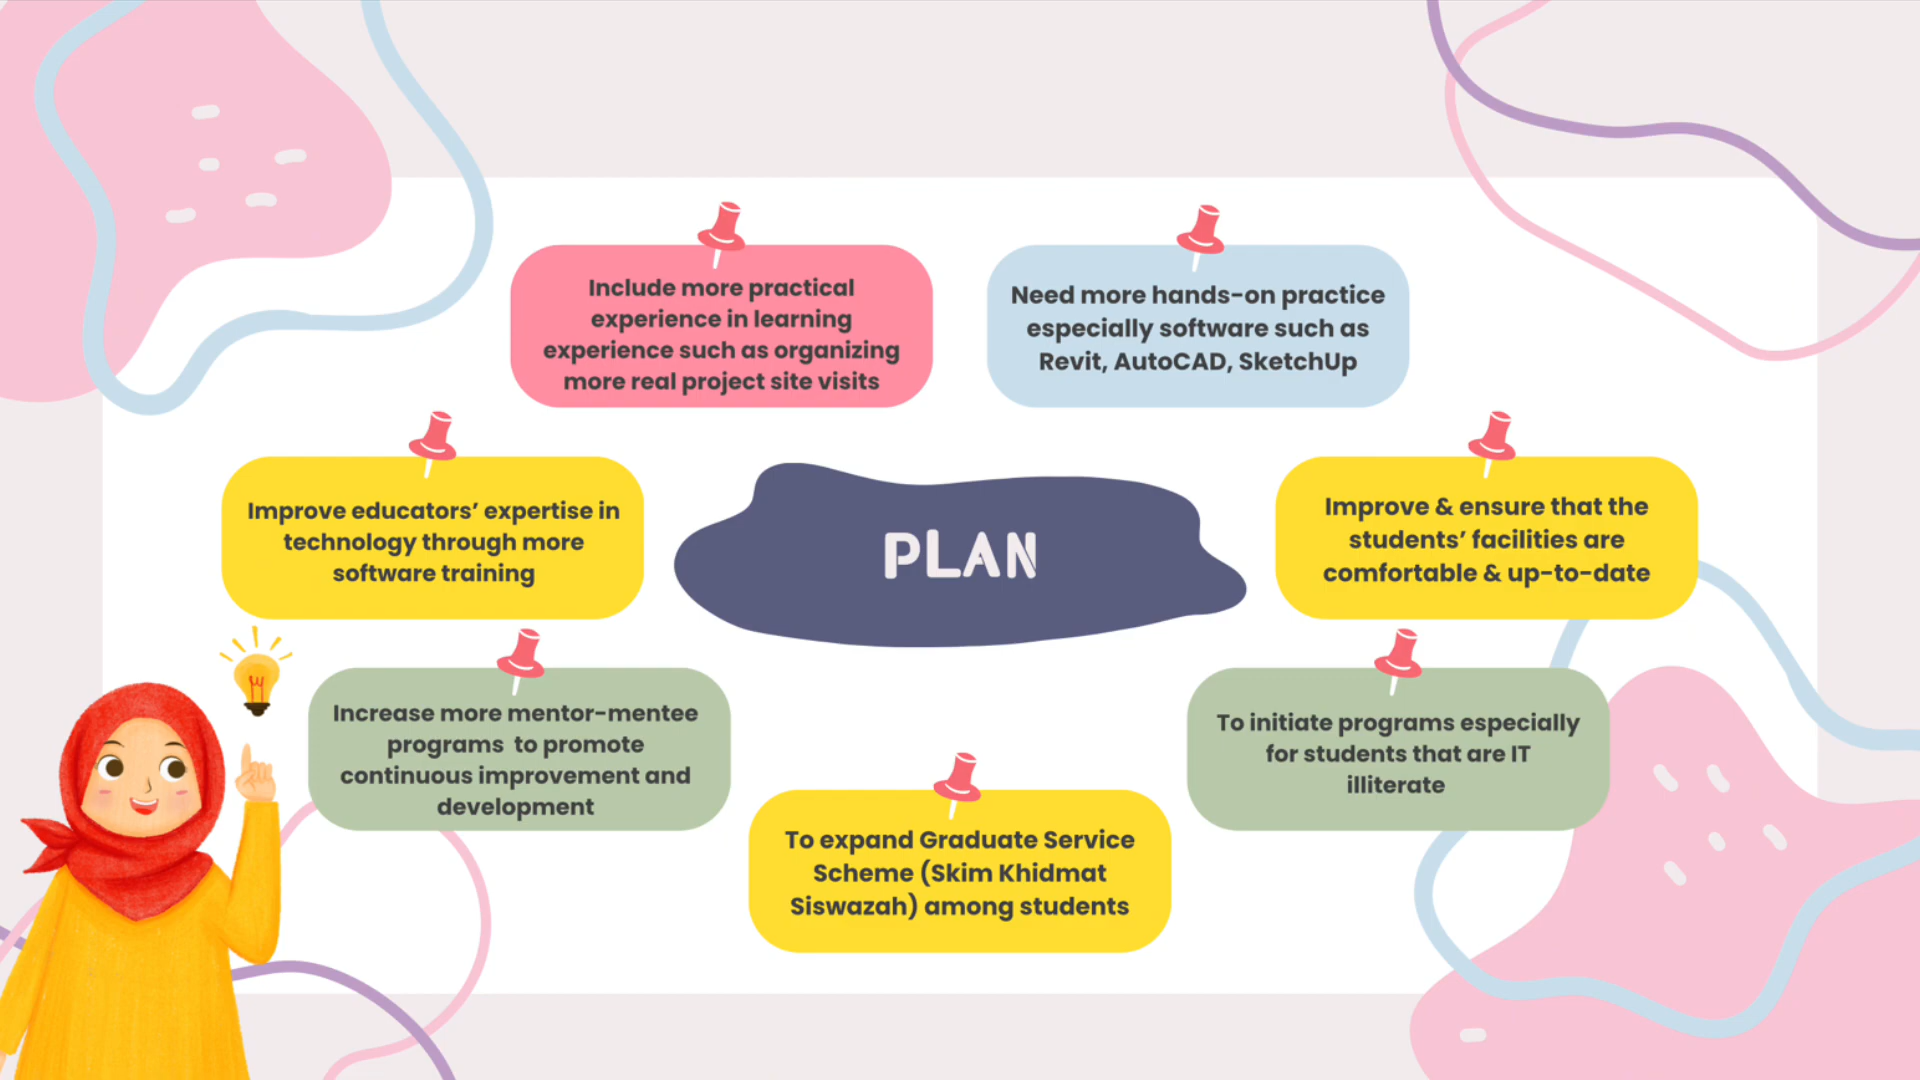 Include more practical
experience in learning
experience such as organizing
more real project site visits
Need more hands-on practice
especially software such as
Revit, AutoCAD, SketchUp
Improve educators’ expertise in
technology through more
software training
PLAN
Improve & ensure that the
students’ facilities are
comfortable & up-to-date
Increase more mentor-mentee
programs to promote
continuous improvement and
development
To initiate programs especially
for students that are IT
illiterate
To expand Graduate Service
Scheme (Skim Khidmat
Siswazah) among students